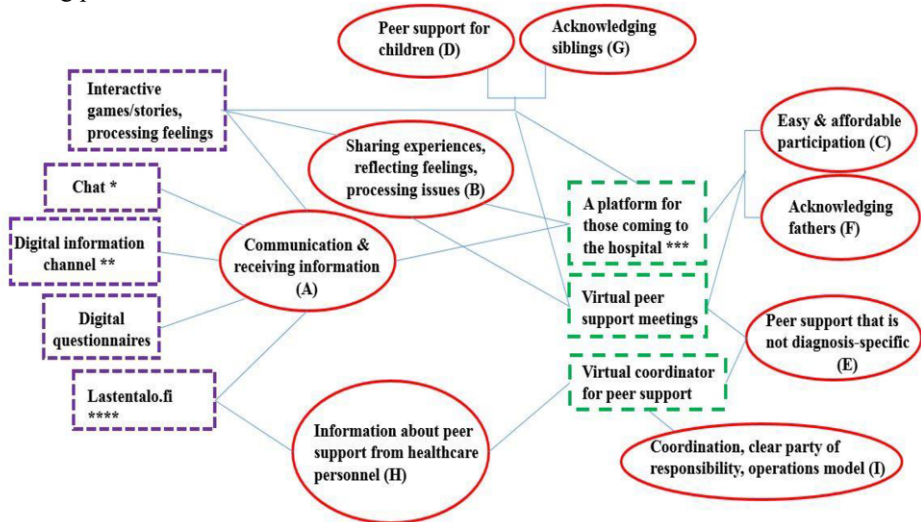 Peer support for
children (D)
Acknowledging
siblings (G)
Interactive
games/stories,
processing feelings
Easy & affordable
participation (C)
Sharing experiences,
reflecting feelings,
processing issues (B)
Chat *
A platform for
those coming to
the hospital ***
Acknowledging
fathers (F)
Digital information
channel **
Communication &
receiving information
(A)
Virtual peer
support meetings
Digital
questionnaires
Peer support that is
not diagnosis-specific
(E)
Lastentalo.fi
****
Virtual coordinator
for peer support
Information about peer
support from healthcare
personnel (H)
Coordination, clear party of
responsibility, operations model (I)